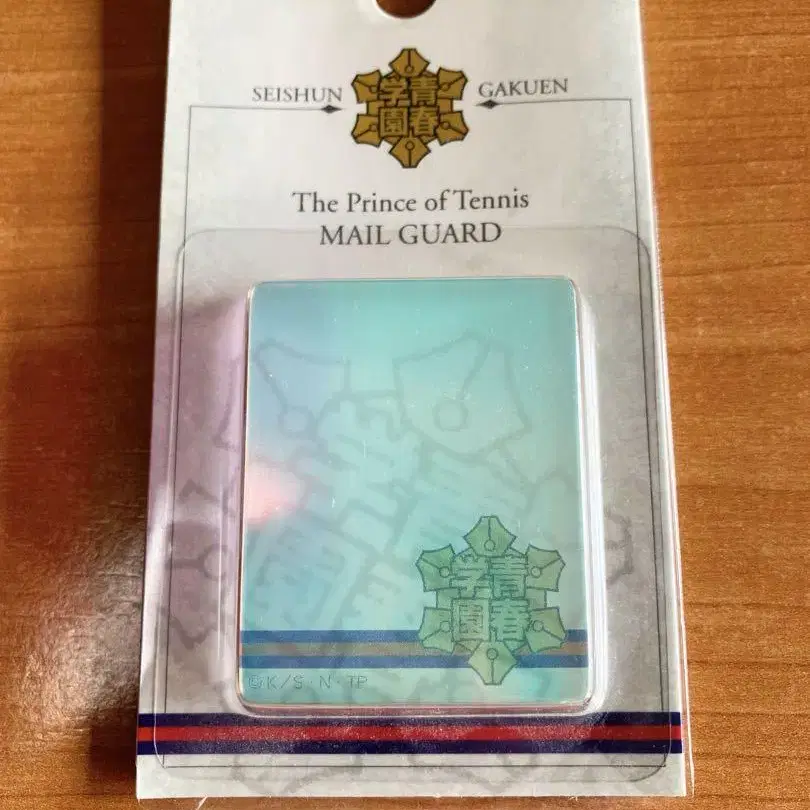 SEISHUN 青春学園 GAKUEN
The Prince of Tennis
MAIL GUARD
青春学園
©K/S・N・TP